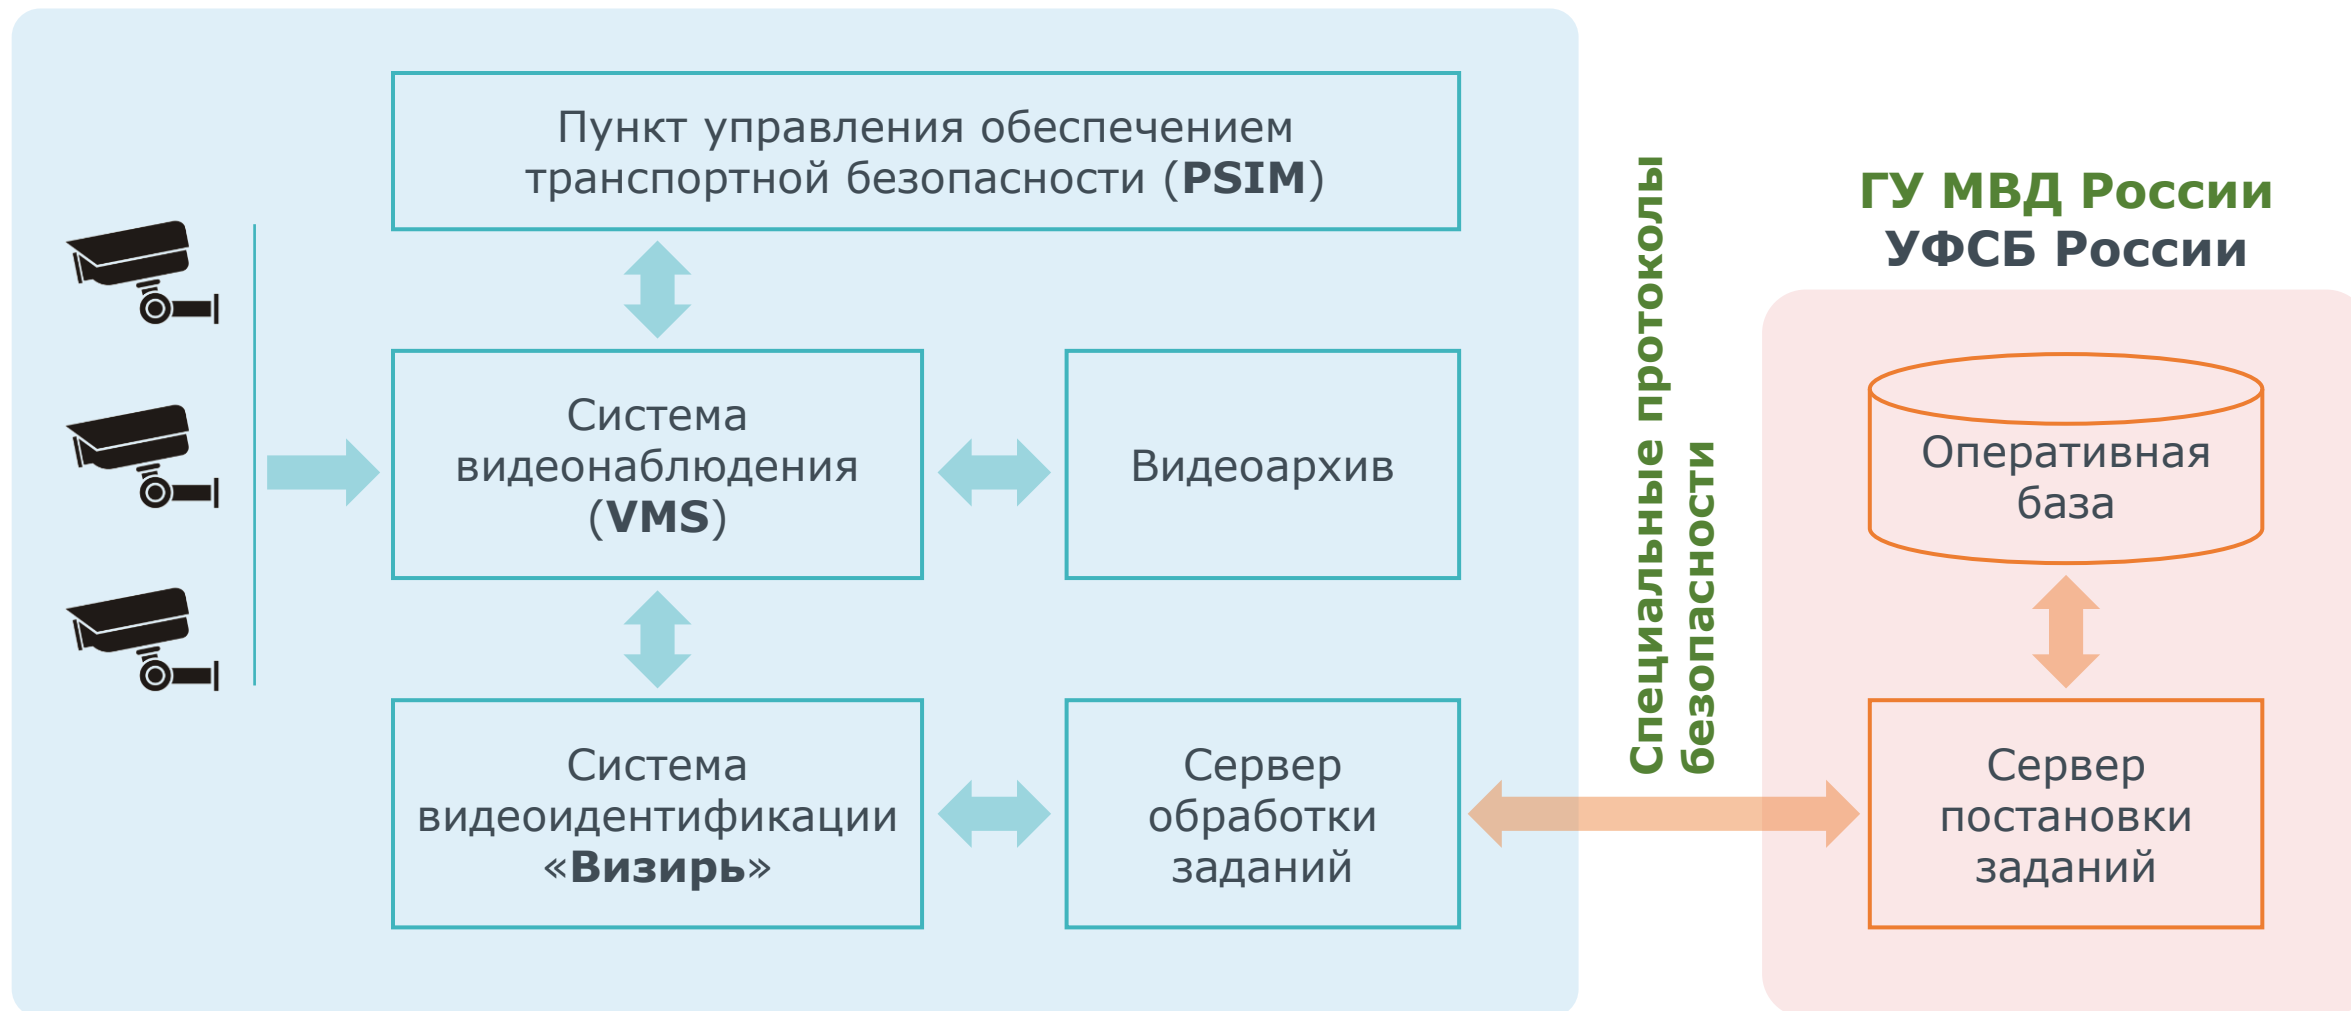 Пункт управления обеспечением
транспортной безопасности (PSIM)
Система
видеонаблюдения
(VMS)
Видеоархив
Система
видеоидентификации
«Визирь»
Сервер
обработки
заданий
Специальные протоколы
безопасности
ГУ МВД России
УФСБ России
Оперативная
база
Сервер
постановки
заданий